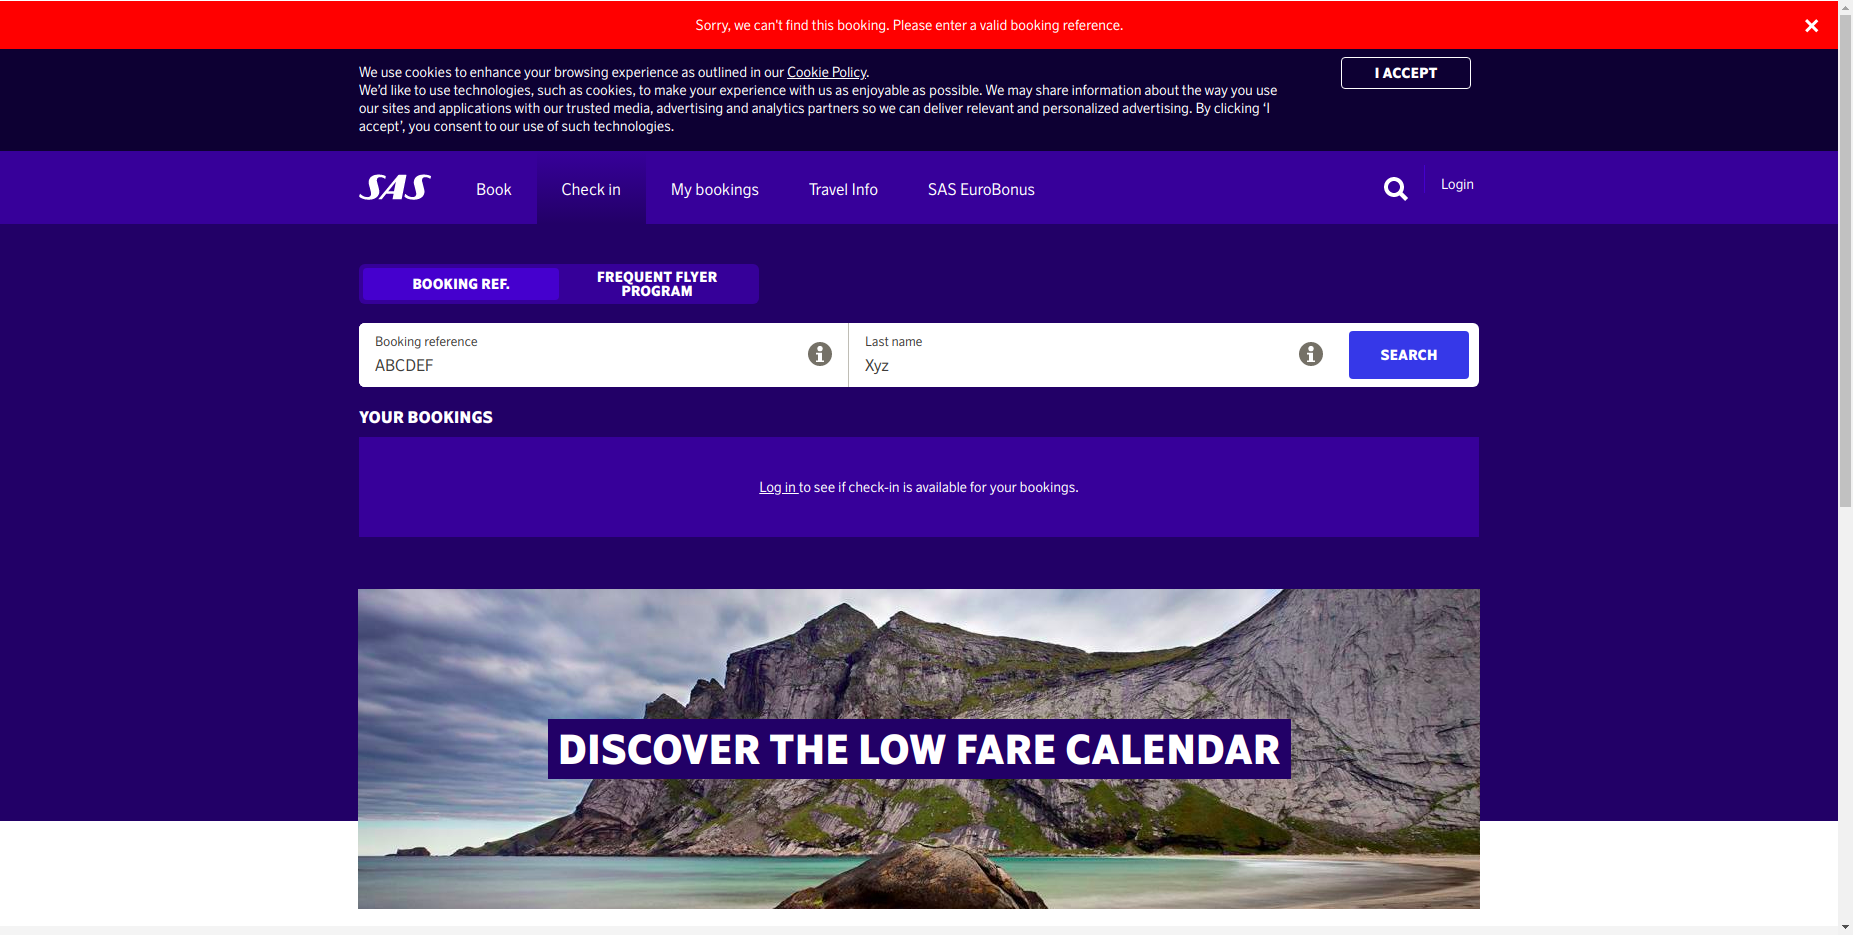 Sorry, we can't find this booking. Please enter a valid booking reference.
We use cookies to enhance your browsing experience as outlined in our Cookie Policy.
I ACCEPT
We'd like to use technologies, such as cookies, to make your experience with us as enjoyable as possible. We may share information about the way you use
our sites and applications with our trusted media, advertising and analytics partners so we can deliver relevant and personalized advertising. By clicking 'I
accept', you consent to our use of such technologies.
SAS
Book
Check in
My bookings
Travel Info
SAS EuroBonus
Login
BOOKING REF.
FREQUENT FLYER
PROGRAM
Booking reference
ABCDEF
Last name
Xyz
SEARCH
YOUR BOOKINGS
Log in to see if check-in is available for your bookings.
DISCOVER THE LOW FARE CALENDAR